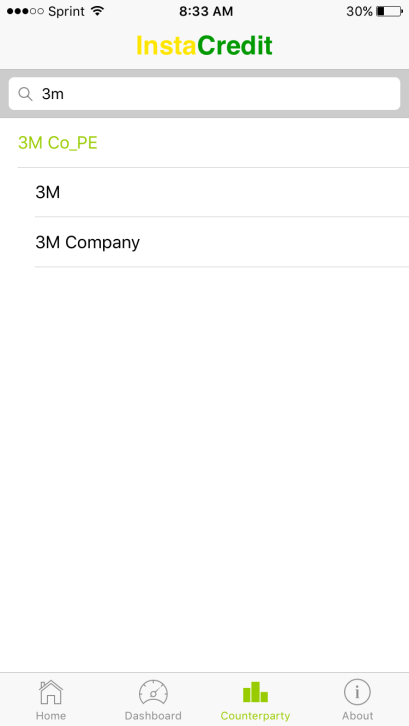 Sprint 8:33 AM 30%
InstaCredit
3m
3M Co_PE
3M
3M Company
Home Dashboard Counterparty About